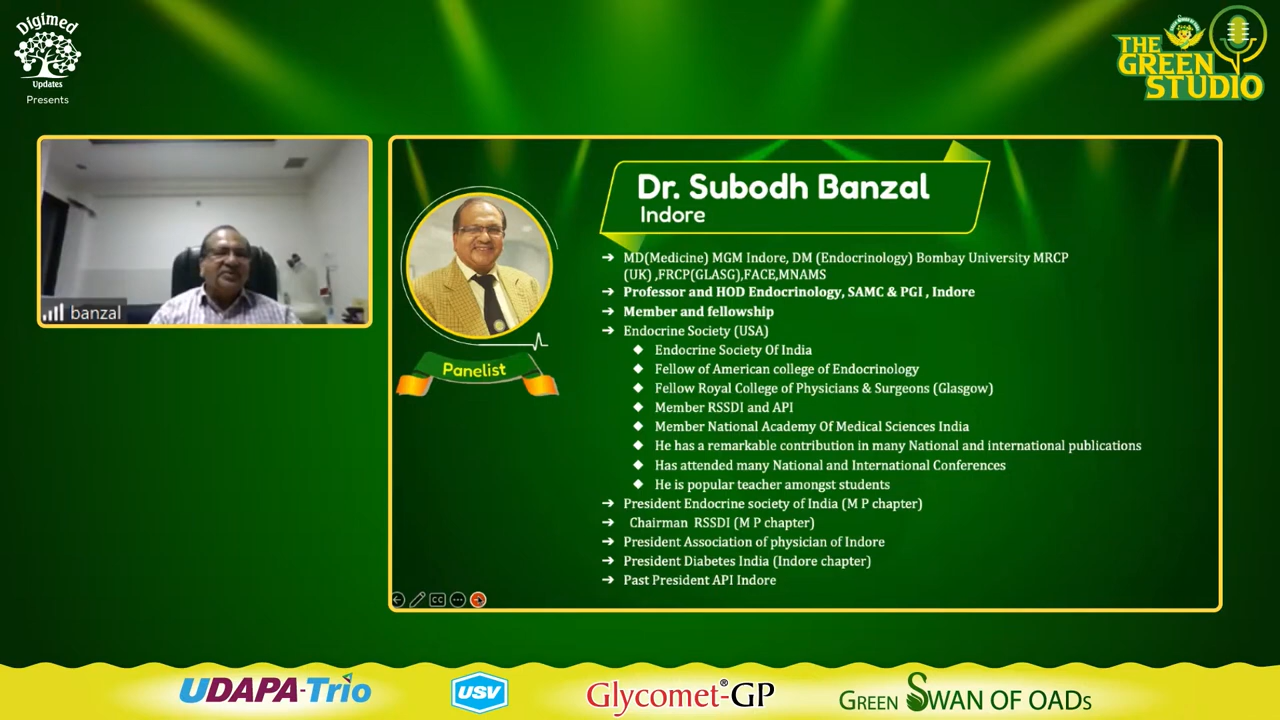 Digimed
Updates
Presents
THE
GREEN
STUDIO
banzal
Panelist
Dr. Subodh Banzal
Indore
➔ MD(Medicine) MGM Indore, DM (Endocrinology) Bombay University MRCP
(UK) ,FRCP(GLASG),FACE,MNAMS
➔ Professor and HOD Endocrinology, SAMC & PGI , Indore
➔ Member and fellowship
➔ Endocrine Society (USA)
◆ Endocrine Society Of India
◆ Fellow of American college of Endocrinology
◆ Fellow Royal College of Physicians & Surgeons (Glasgow)
◆ Member RSSDI and API
◆ Member National Academy Of Medical Sciences India
◆ He has a remarkable contribution in many National and international publications
◆ Has attended many National and International Conferences
◆ He is popular teacher amongst students
➔ President Endocrine society of India (M P chapter)
➔ Chairman RSSDI (M P chapter)
➔ President Association of physician of Indore
➔ President Diabetes India (Indore chapter)
➔ Past President API Indore
CC
UDAPA-Trio
USV
Glycomet®-GP
GREEN SWAN OF OADs